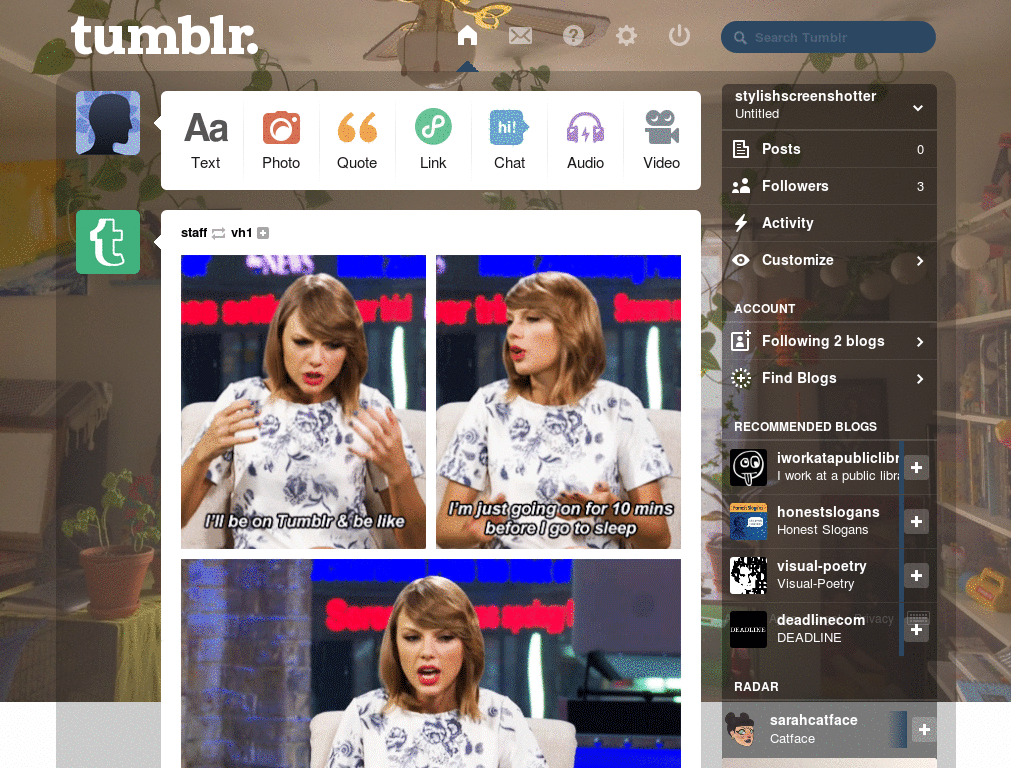 tumblr.
Search Tumblr
Aa
hi!
Text
Photo
Quote
Link
Chat
Audio
Video
stylishscreenshotter
Untitled
Posts 0
Followers 3
Activity
Customize
ACCOUNT
Following 2 blogs
Find Blogs
RECOMMENDED BLOGS
iworkatapubliclibr
I work at a public libra
honestslogans
Honest Slogans
visual-poetry
Visual-Poetry
DEADLINE
deadlinecom
Privacy
DEADLINE
RADAR
sarahcatface
Catface
t
staff vh1
I'll be on Tumblr & be like
I'm just going on for 10 mins
before I go to sleep